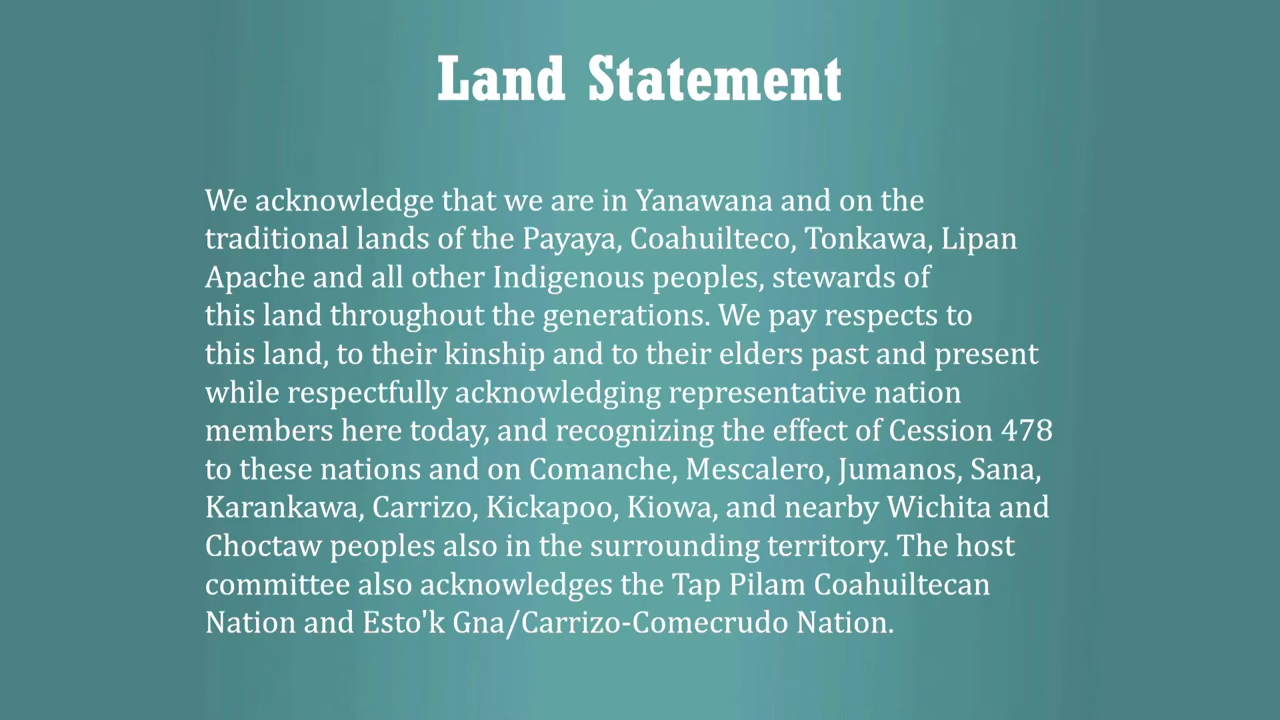 Land Statement
We acknowledge that we are in Yanawana and on the
traditional lands of the Payaya, Coahuilteco, Tonkawa, Lipan
Apache and all other Indigenous peoples, stewards of
this land throughout the generations. We pay respects to
this land, to their kinship and to their elders past and present
while respectfully acknowledging representative nation
members here today, and recognizing the effect of Cession 478
to these nations and on Comanche, Mescalero, Jumanos, Sana,
Karankawa, Carrizo, Kickapoo, Kiowa, and nearby Wichita and
Choctaw peoples also in the surrounding territory. The host
committee also acknowledges the Tap Pilam Coahuiltecan
Nation and Esto'k Gna/Carrizo-Comecrudo Nation.